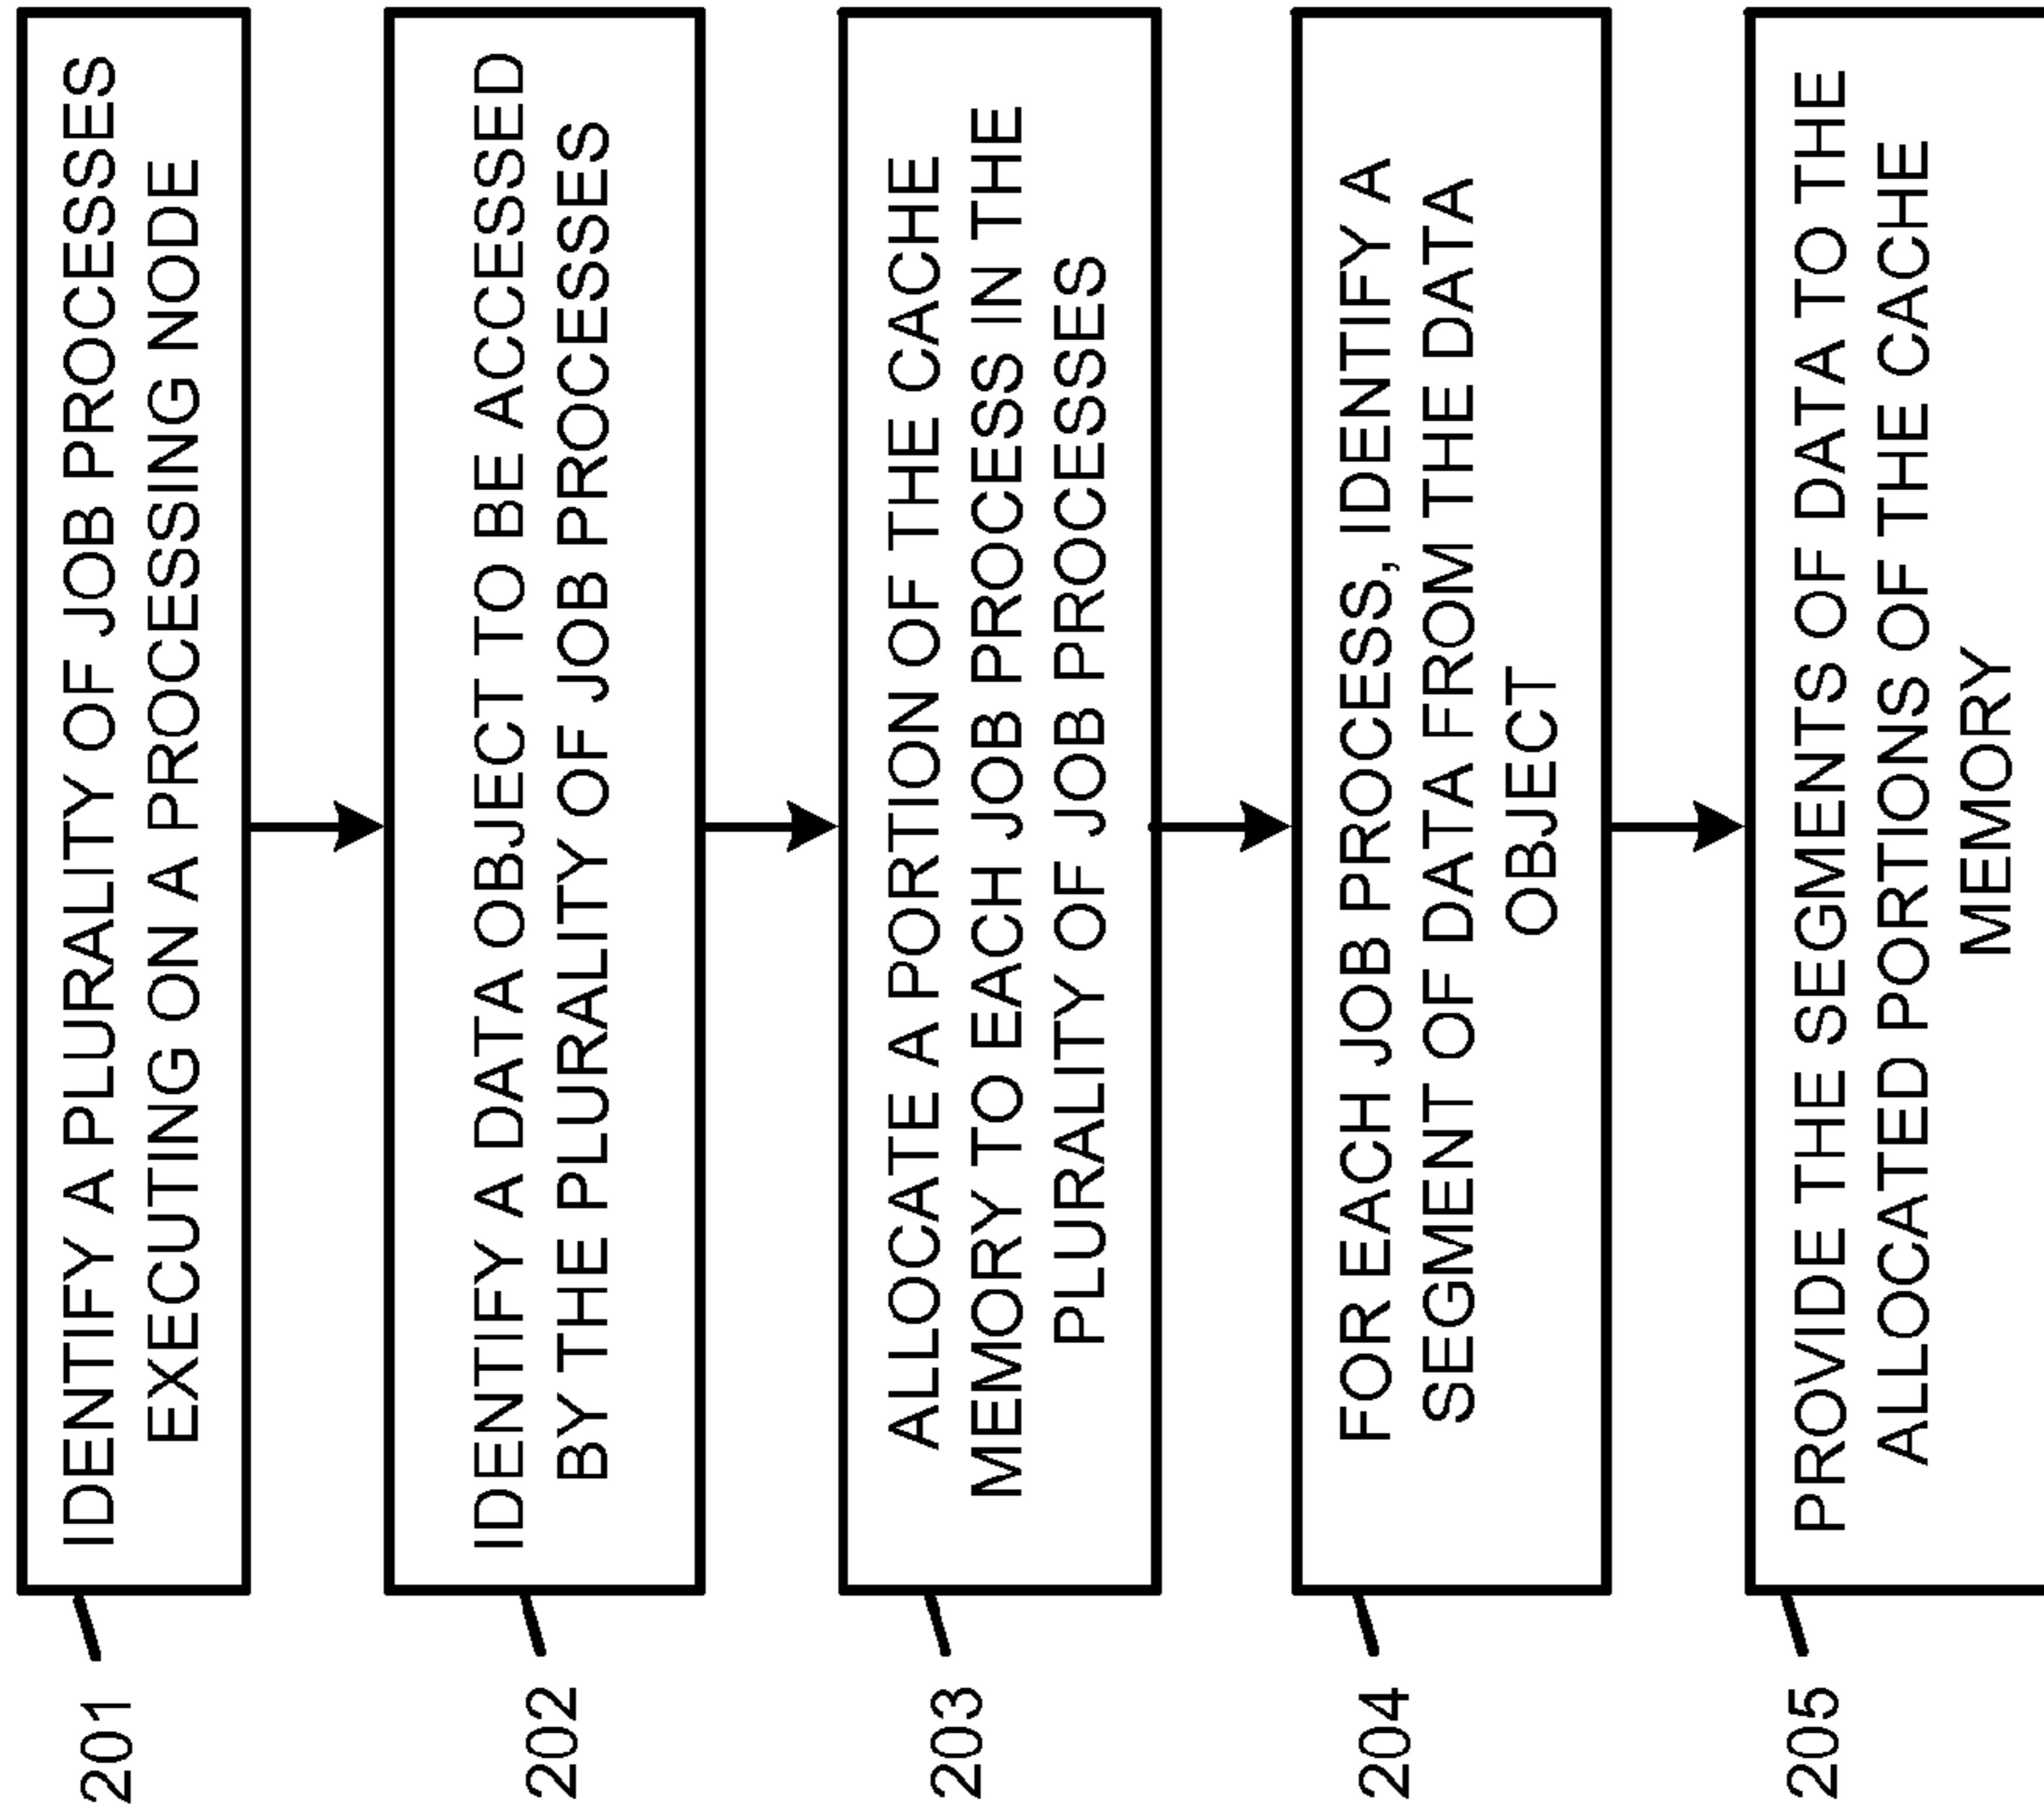 201
IDENTIFY A PLURALITY OF JOB PROCESSES
EXECUTING ON A PROCESSING NODE
202
IDENTIFY A DATA OBJECT TO BE ACCESSED
BY THE PLURALITY OF JOB PROCESSES
203
ALLOCATE A PORTION OF THE CACHE
MEMORY TO EACH JOB PROCESS IN THE
PLURALITY OF JOB PROCESSES
204
FOR EACH JOB PROCESS, IDENTIFY A
SEGMENT OF DATA FROM THE DATA
OBJECT
205
PROVIDE THE SEGMENTS OF DATA TO THE
ALLOCATED PORTIONS OF THE CACHE
MEMORY